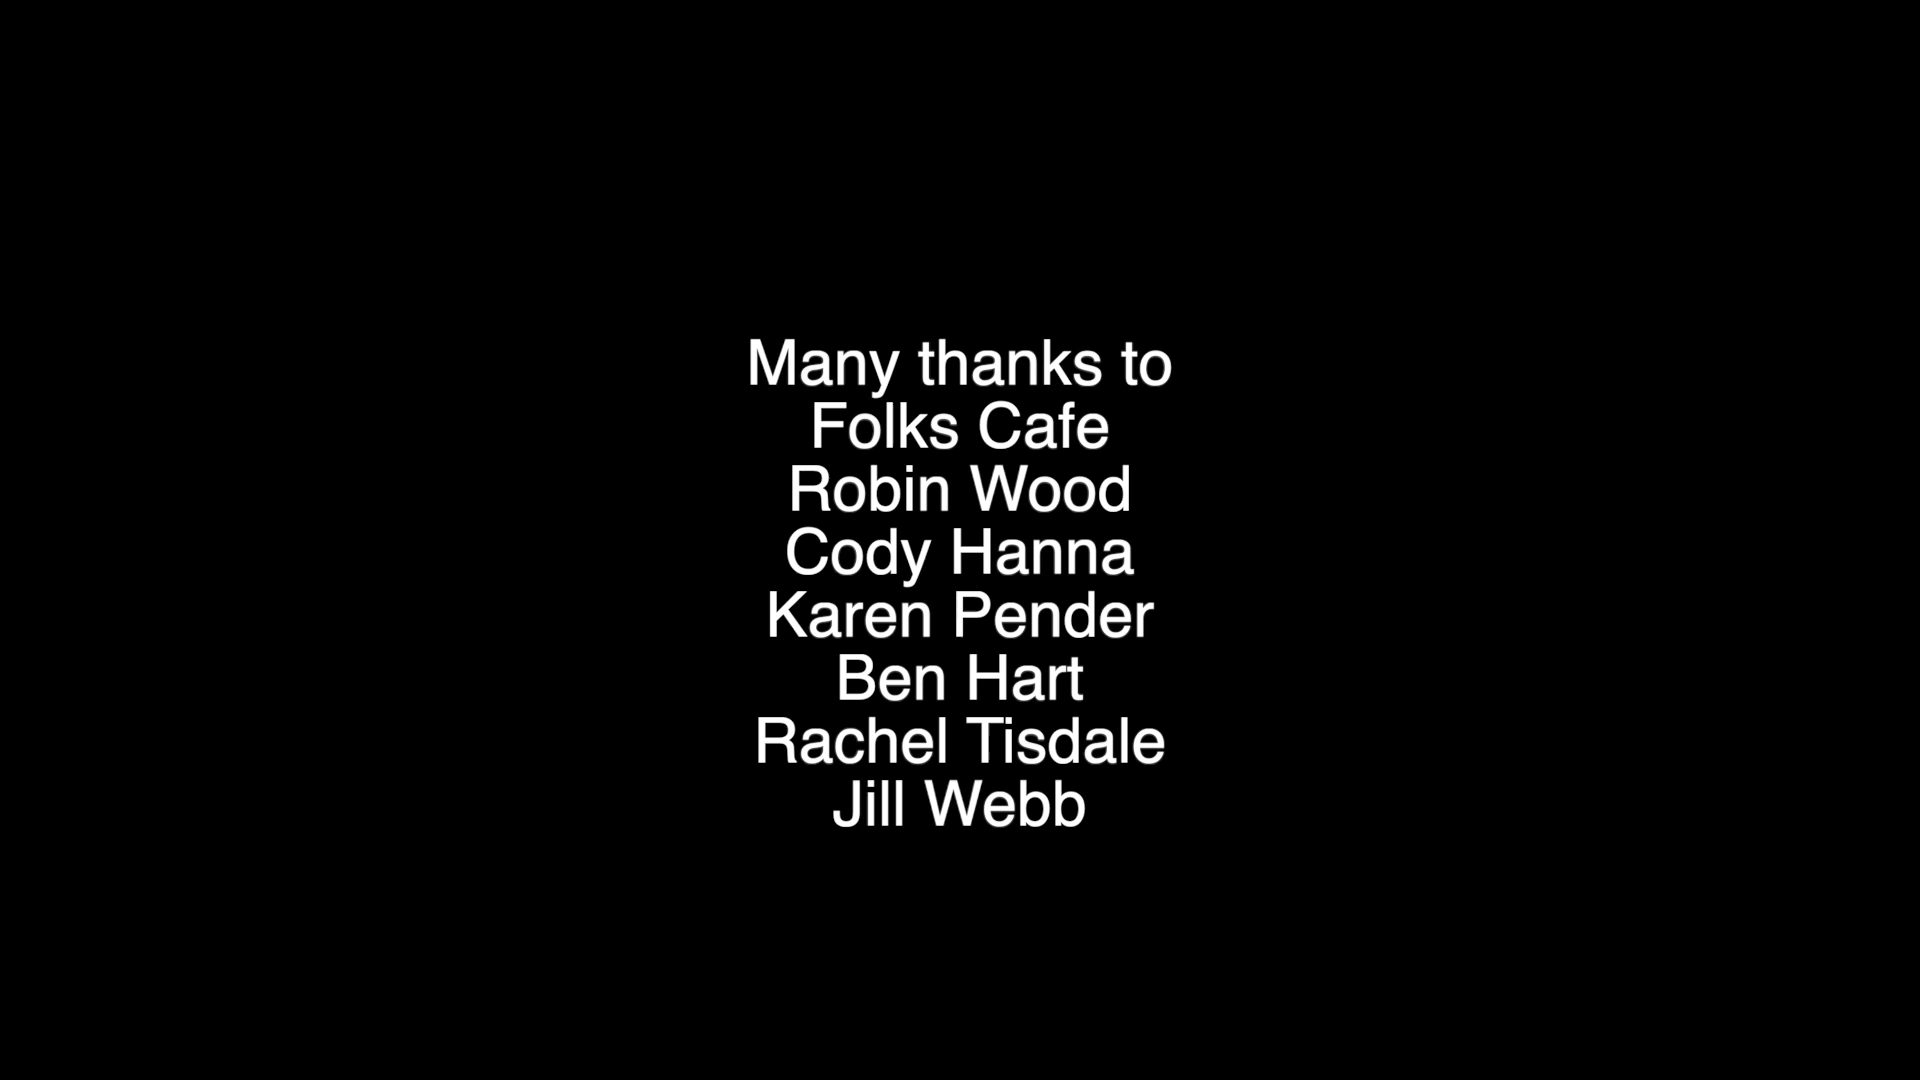 Many thanks to
Folks Cafe
Robin Wood
Cody Hanna
Karen Pender
Ben Hart
Rachel Tisdale
Jill Webb